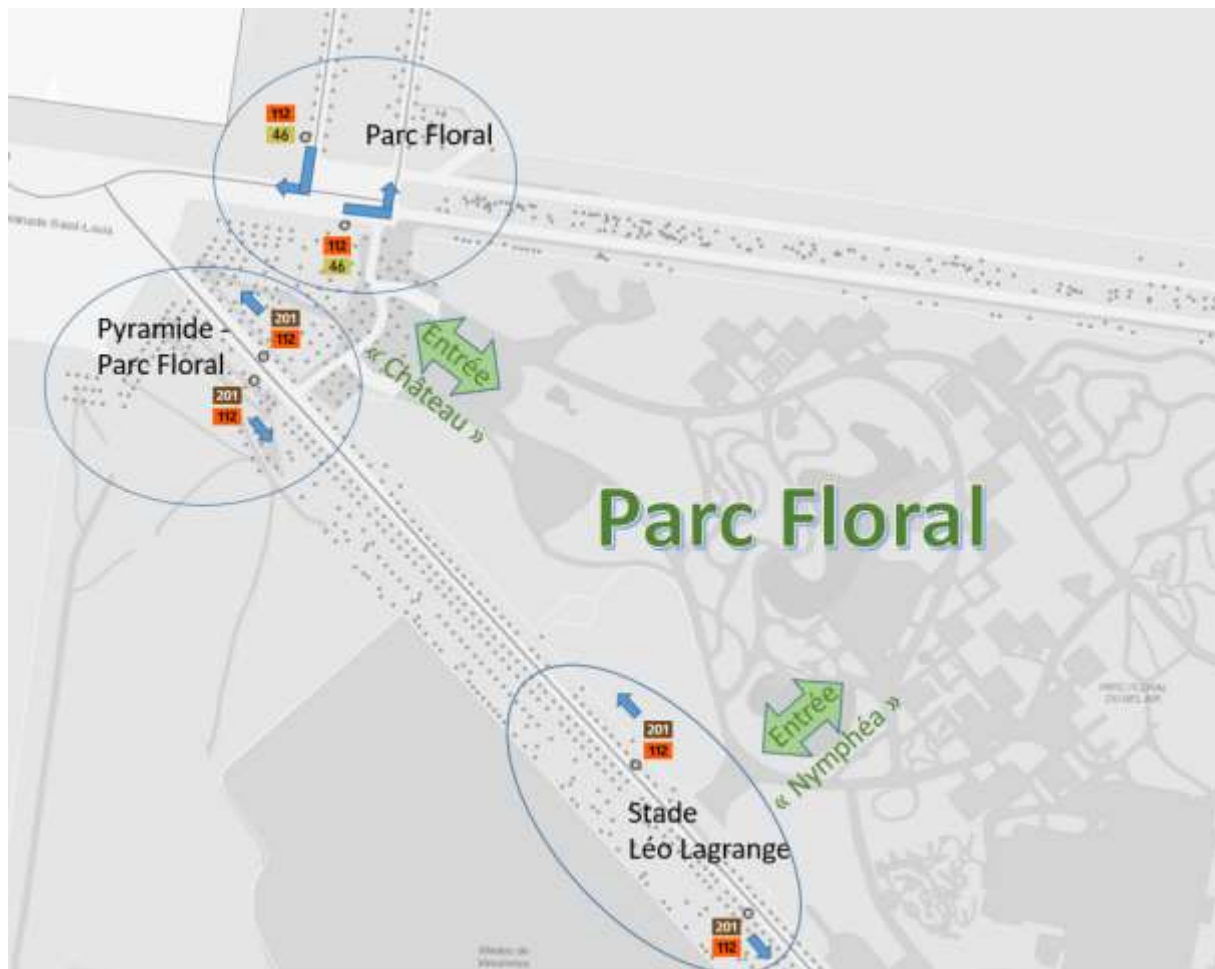 112
46
Parc Floral
112
46
201
112
Pyramide -
Parc Floral
201
112
Entrée
« Château »
Parc Floral
Entrée
« Nymphéa »
201
112
Stade
Léo Lagrange
201
112